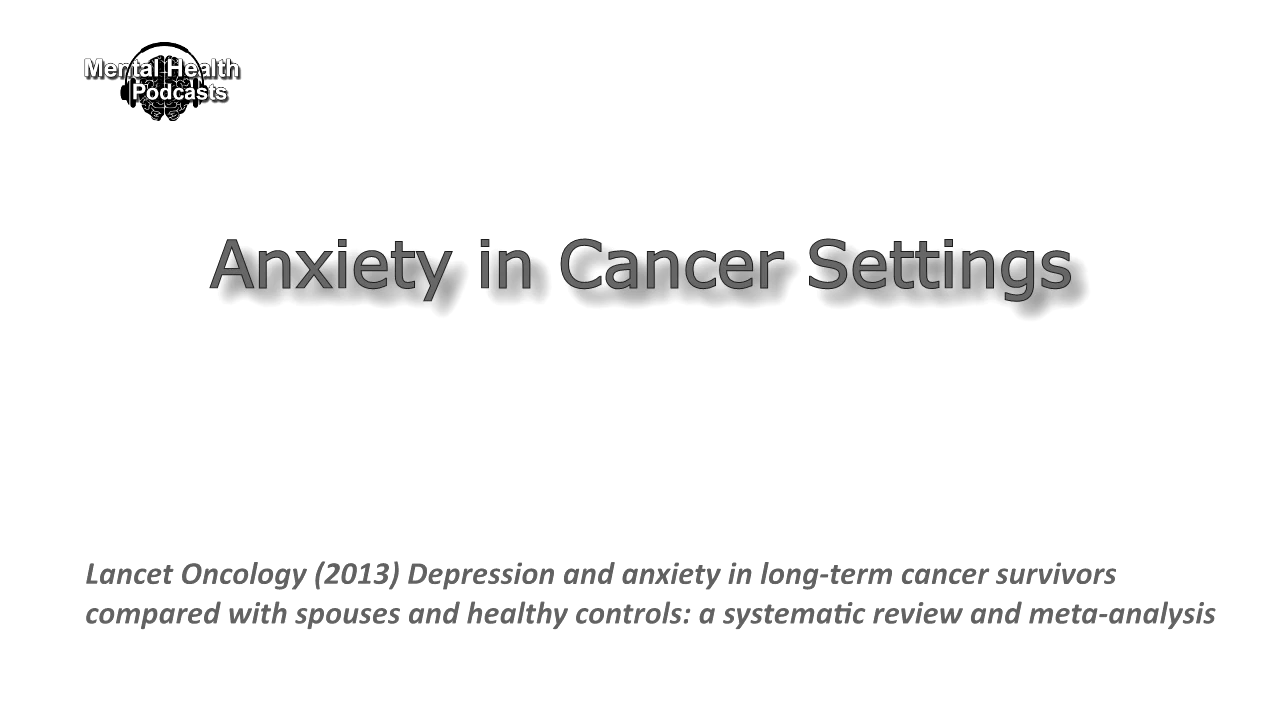 Mental Health
Podcasts
Anxiety in Cancer Settings
Lancet Oncology (2013) Depression and anxiety in long-term cancer survivors
compared with spouses and healthy controls: a systematic review and meta-analysis